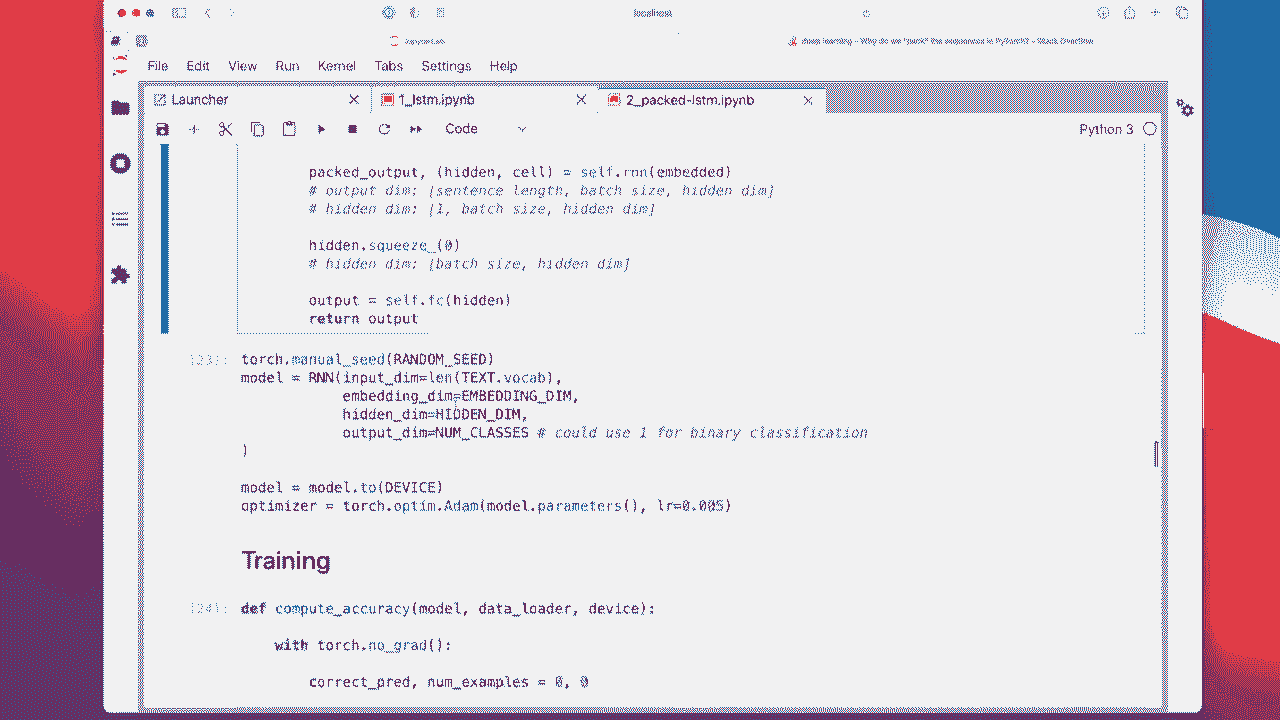 localhost
deep learning - Why do we "pack" the sequences in PyTorch? - Stack Overflow
File Edit View Run Kernel Tabs Settings Help
Launcher 1_lstm.ipynb 2_packed-lstm.ipynb
Code Python 3
packed_output, (hidden, cell) = self.rnn(embedded)
# output dim: [sentence length, batch size, hidden dim]
# hidden dim: [1, batch size, hidden dim]
hidden.squeeze_(0)
# hidden dim: [batch size, hidden dim]
output = self.fc(hidden)
return output
[23]: torch.manual_seed(RANDOM_SEED)
model = RNN(input_dim=len(TEXT.vocab),
embedding_dim=EMBEDDING_DIM,
hidden_dim=HIDDEN_DIM,
output_dim=NUM_CLASSES # could use 1 for binary classification
)
model = model.to(DEVICE)
optimizer = torch.optim.Adam(model.parameters(), lr=0.005)
Training
[24]: def compute_accuracy(model, data_loader, device):
with torch.no_grad():
correct_pred, num_examples = 0, 0